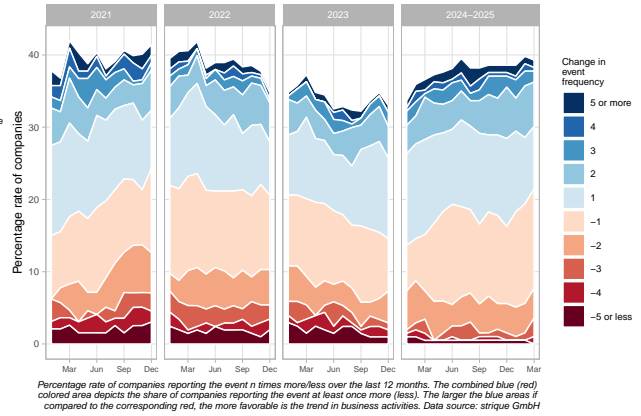 2021
2022
2023
2024–2025
e
Percentage rate of companies
40
30
20
10
0
Mar
Jun
Sep
Dec
Mar
Jun
Sep
Dec
Mar
Jun
Sep
Dec
Mar
Jun
Sep
Dec
Mar
Change in
event
frequency
5 or more
4
3
2
1
−1
−2
−3
−4
−5 or less
Percentage rate of companies reporting the event n times more/less over the last 12 months. The combined blue (red)
colored area depicts the share of companies reporting the event at least once more (less). The larger the blue areas if
compared to the corresponding red, the more favorable is the trend in business activities. Data source: strique GmbH